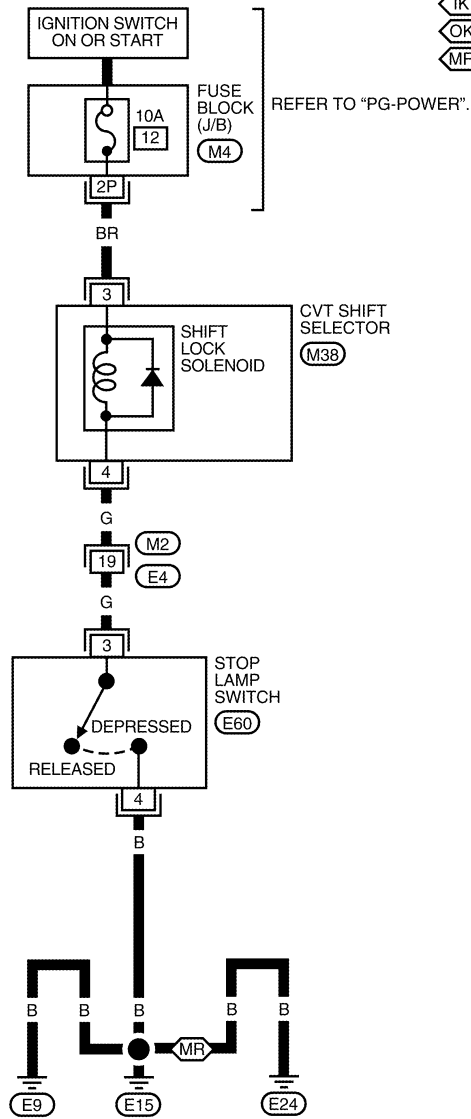 IGNITION SWITCH
ON OR START
FUSE
BLOCK
(J/B)
M4
10A
12
REFER TO "PG-POWER".
2P
BR
3
CVT SHIFT
SELECTOR
M38
SHIFT
LOCK
SOLENOID
4
G
M2
19
E4
G
3
STOP
LAMP
SWITCH
E60
DEPRESSED
RELEASED
4
B
B
B
B
B
B
MR
E9
E15
E24